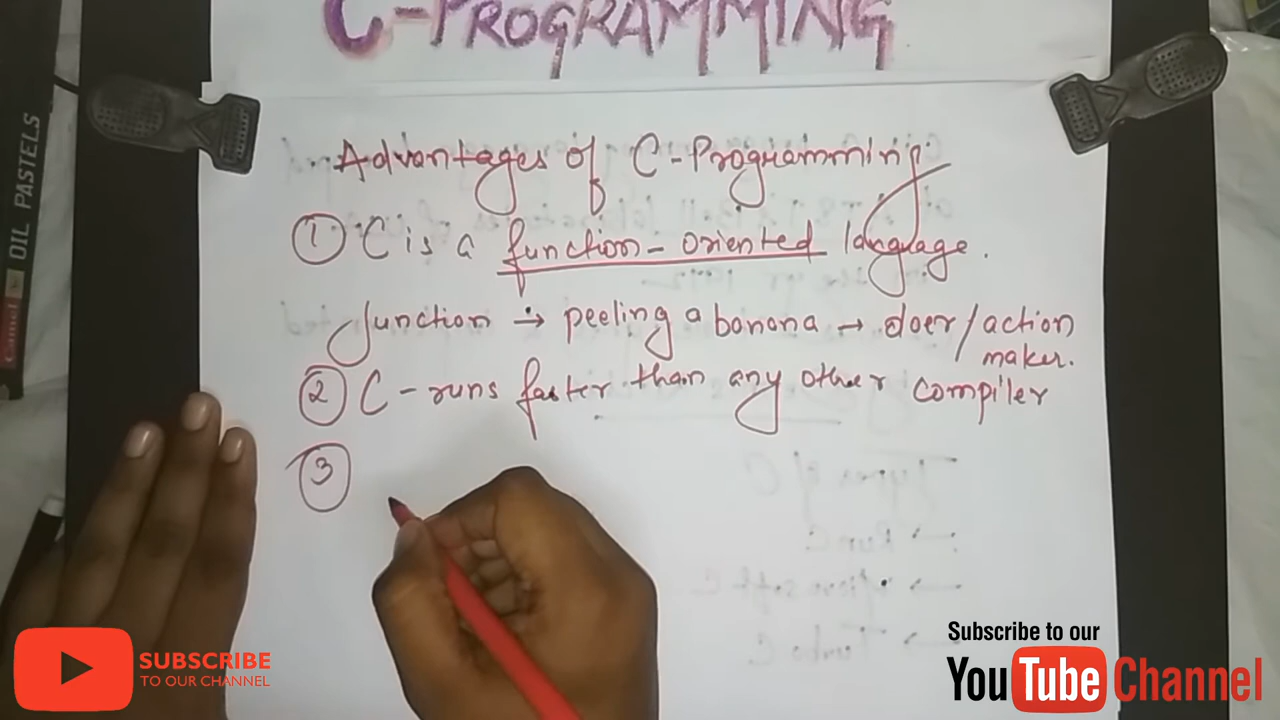 C-PROGRAMMING
Advantages of C-Programming
① C is a function-oriented language.
function → peeling a banana → doer/action
maker.
② C-runs faster than any other compiler
③
OIL PASTELS
Camel
SUBSCRIBE
TO OUR CHANNEL
Subscribe to our
YouTube Channel